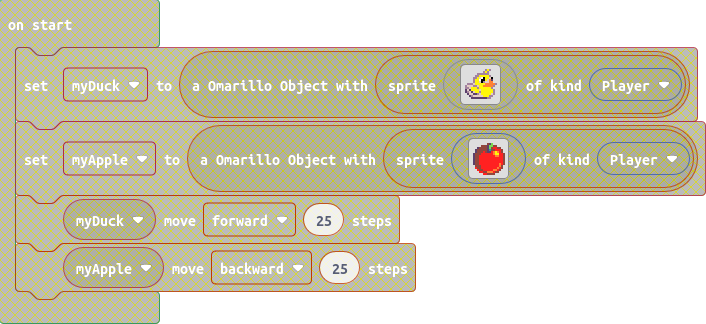 on start
set myDuck to a Omarillo Object with sprite of kind Player
set myApple to a Omarillo Object with sprite of kind Player
myDuck move forward 25 steps
myApple move backward 25 steps